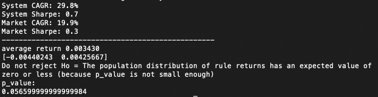 System CAGR: 29.8%
System Sharpe: 0.7
Market CAGR: 19.9%
Market Sharpe: 0.3
------------------------------------------------
average return 0.003430
[-0.00440243  0.00425667]
Do not reject Ho = The population distribution of rule returns has an expected value of
zero or less (because p_value is not small enough)
p_value:
0.056599999999999984